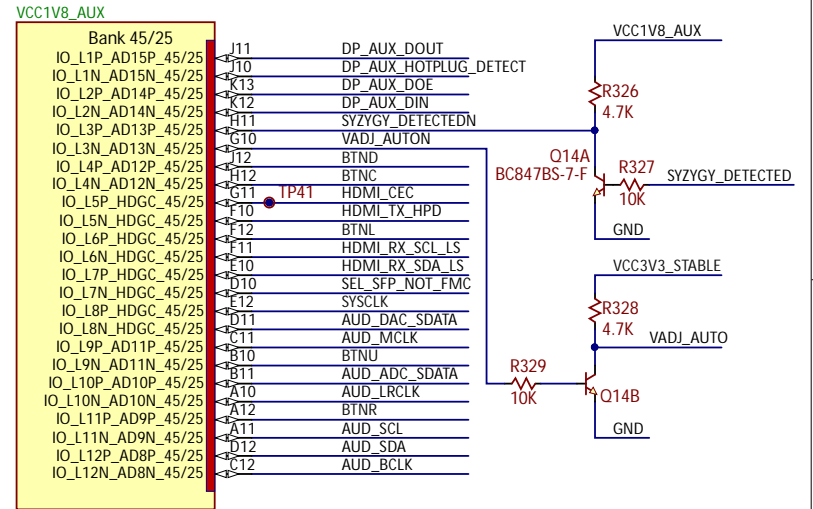 VCC1V8_AUX
Bank 45/25
IO_L1P_AD15P_45/25 J11 DP_AUX_DOUT
IO_L1N_AD15N_45/25 J10 DP_AUX_HOTPLUG_DETECT
IO_L2P_AD14P_45/25 K13 DP_AUX_DOE
IO_L2N_AD14N_45/25 K12 DP_AUX_DIN
IO_L3P_AD13P_45/25 H11 SYZYGY_DETECTEDN
IO_L3N_AD13N_45/25 G10 VADJ_AUTON
IO_L4P_AD12P_45/25 J12 BTND
IO_L4N_AD12N_45/25 H12 BTNC
IO_L5P_HDGC_45/25 G11 TP41 HDMI_CEC
IO_L5N_HDGC_45/25 F10 HDMI_TX_HPD
IO_L6P_HDGC_45/25 F12 BTNL
IO_L6N_HDGC_45/25 F11 HDMI_RX_SCL_LS
IO_L7P_HDGC_45/25 E10 HDMI_RX_SDA_LS
IO_L7N_HDGC_45/25 D10 SEL_SFP_NOT_FMC
IO_L8P_HDGC_45/25 E12 SYSCLK
IO_L8N_HDGC_45/25 D11 AUD_DAC_SDATA
IO_L9P_AD11P_45/25 C11 AUD_MCLK
IO_L9N_AD11N_45/25 B10 BTNU
IO_L10P_AD10P_45/25 B11 AUD_ADC_SDATA
IO_L10N_AD10N_45/25 A10 AUD_LRCLK
IO_L11P_AD9P_45/25 A12 BTNR
IO_L11N_AD9N_45/25 A11 AUD_SCL
IO_L12P_AD8P_45/25 D12 AUD_SDA
IO_L12N_AD8N_45/25 C12 AUD_BCLK
VCC1V8_AUX
R326
4.7K
Q14A
BC847BS-7-F
R327
10K
SYZYGY_DETECTED
GND
VCC3V3_STABLE
R328
4.7K
VADJ_AUTO
R329
10K
Q14B
GND